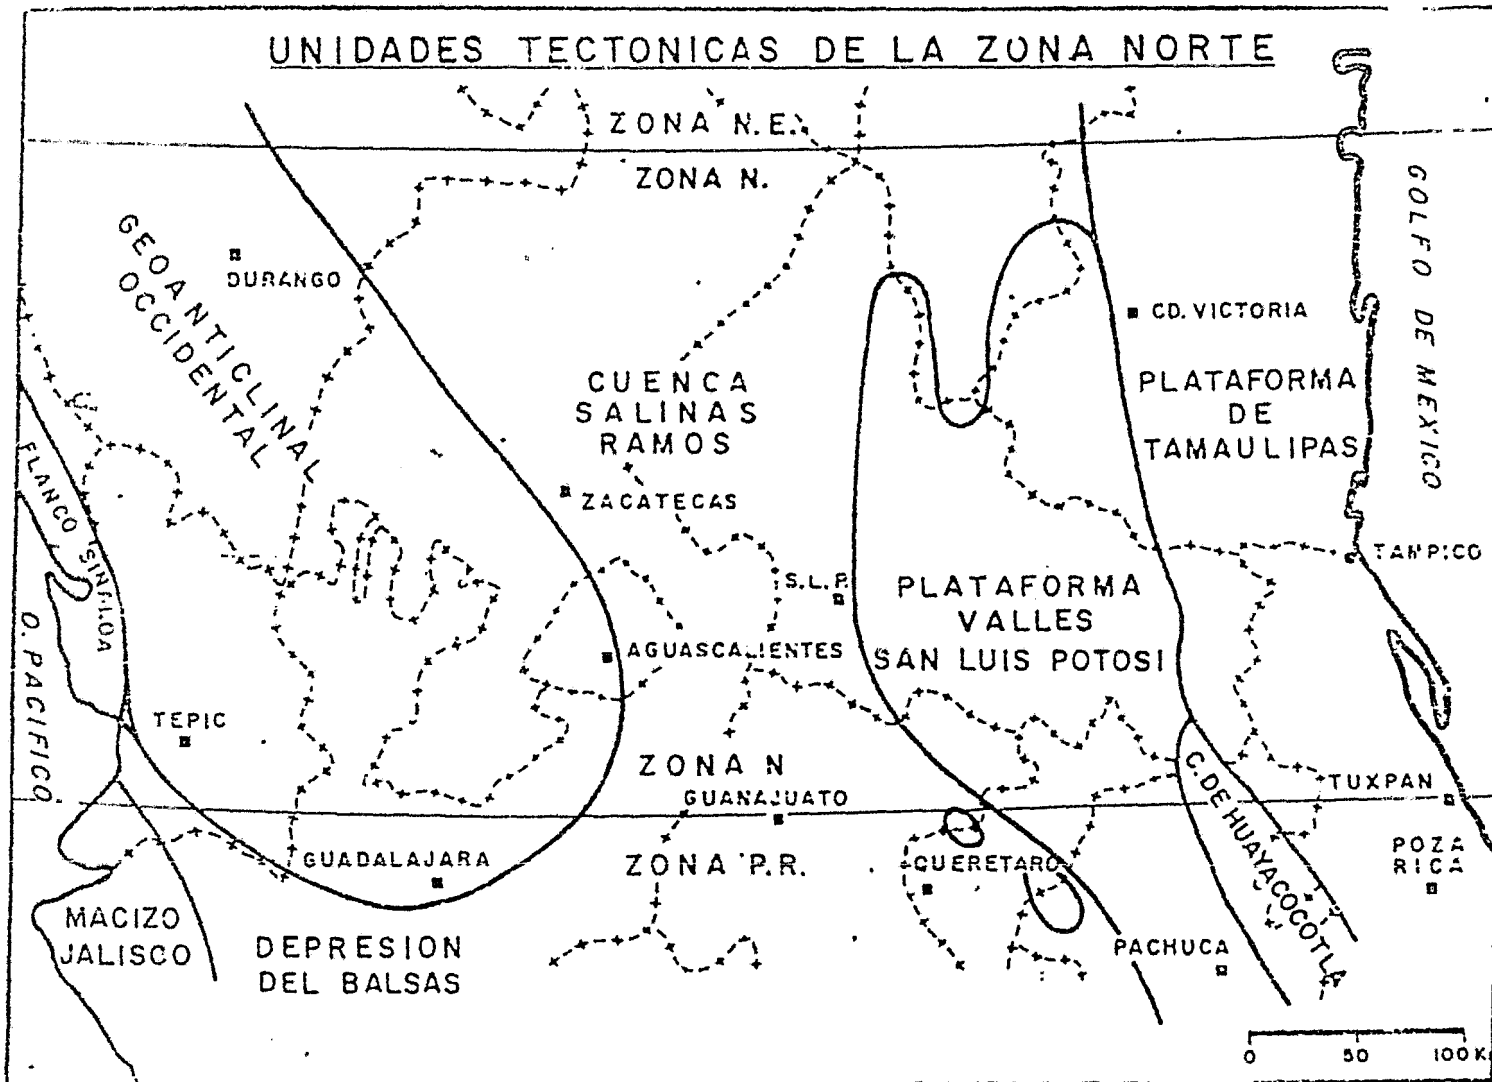 UNIDADES TECTONICAS DE LA ZONA NORTE
ZONA N.E.
ZONA N.
GEOANTICLINAL
OCCIDENTAL
DURANGO
GOLFO DE MEXICO
CD. VICTORIA
CUENCA
SALINAS
RAMOS
PLATAFORMA
DE
TAMAULIPAS
FLANCO SINALOA
ZACATECAS
TAMPICO
S.L.P.
PLATAFORMA
VALLES
SAN LUIS POTOSI
O. PACIFICO
AGUASCALIENTES
TEPIC
ZONA N
GUANAJUATO
TUXPAN
C. DE HUAYACOCOTLA
GUADALAJARA
ZONA P.R.
QUERETARO
POZA
RICA
MACIZO
JALISCO
DEPRESION
DEL BALSAS
PACHUCA
0 50 100 K